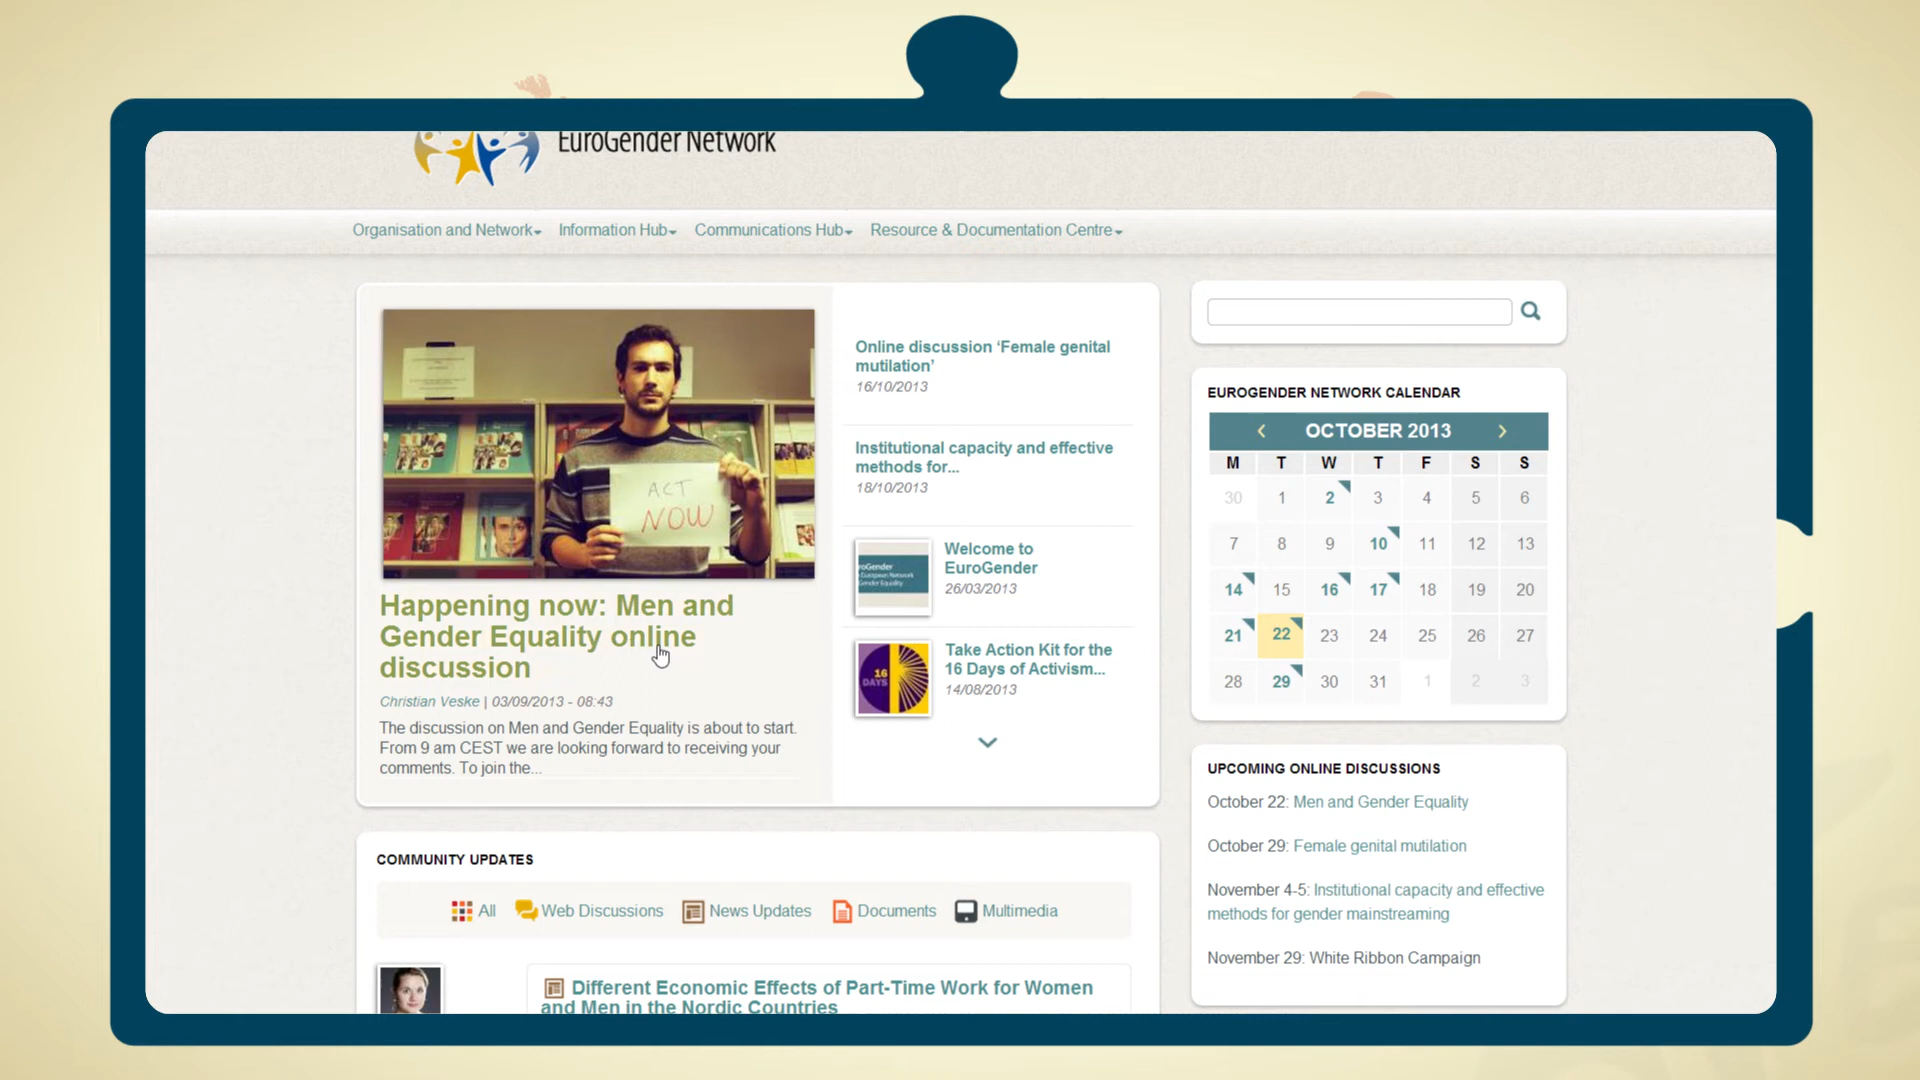 EuroGender Network
Organisation and Network
Information Hub
Communications Hub
Resource & Documentation Centre
ACT
NOW
Happening now: Men and
Gender Equality online
discussion
Christian Veske | 03/09/2013 - 08:43
The discussion on Men and Gender Equality is about to start.
From 9 am CEST we are looking forward to receiving your
comments. To join the...
Online discussion ‘Female genital
mutilation’
16/10/2013
Institutional capacity and effective
methods for...
18/10/2013
roGender
European Network
Gender Equality
Welcome to
EuroGender
26/03/2013
16
DAYS
Take Action Kit for the
16 Days of Activism...
14/08/2013
EUROGENDER NETWORK CALENDAR
OCTOBER 2013
M T W T F S S
30 1 2 3 4 5 6
7 8 9 10 11 12 13
14 15 16 17 18 19 20
21 22 23 24 25 26 27
28 29 30 31 1 2 3
UPCOMING ONLINE DISCUSSIONS
October 22: Men and Gender Equality
October 29: Female genital mutilation
November 4-5: Institutional capacity and effective
methods for gender mainstreaming
November 29: White Ribbon Campaign
COMMUNITY UPDATES
All
Web Discussions
News Updates
Documents
Multimedia
Different Economic Effects of Part-Time Work for Women
and Men in the Nordic Countries